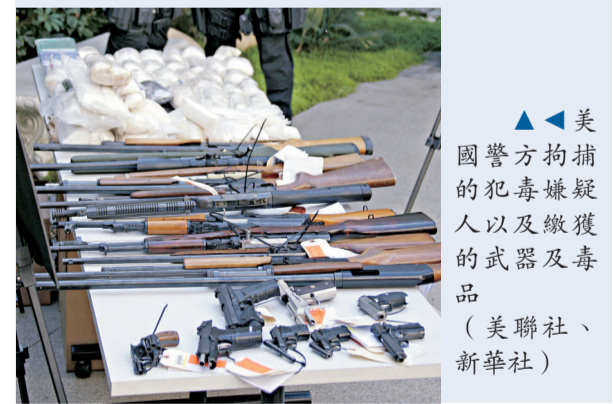 ▲◀美
國警方拘捕
的犯毒嫌疑
人以及繳獲
的武器及毒
品
（美聯社、
新華社）